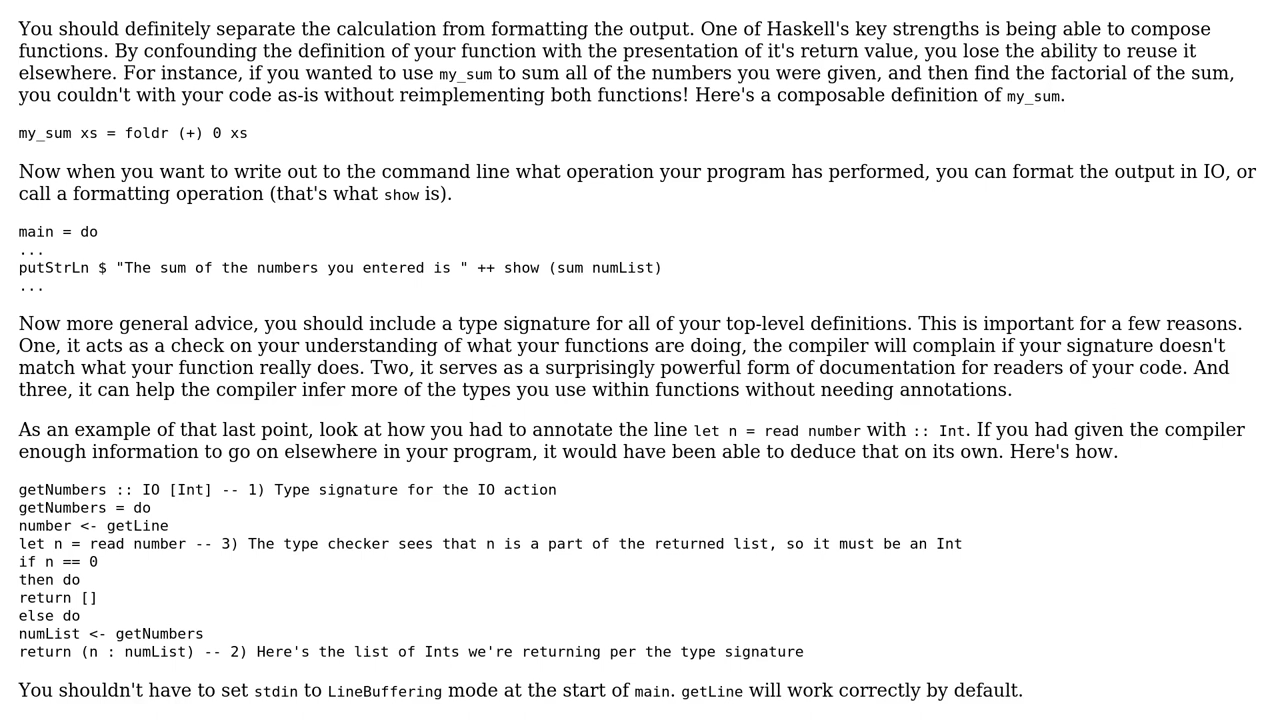 You should definitely separate the calculation from formatting the output. One of Haskell's key strengths is being able to compose
functions. By confounding the definition of your function with the presentation of it's return value, you lose the ability to reuse it
elsewhere. For instance, if you wanted to use my_sum to sum all of the numbers you were given, and then find the factorial of the sum,
you couldn't with your code as-is without reimplementing both functions! Here's a composable definition of my_sum.
my_sum xs = foldr (+) 0 xs
Now when you want to write out to the command line what operation your program has performed, you can format the output in IO, or
call a formatting operation (that's what show is).
main = do
...
putStrLn $ "The sum of the numbers you entered is " ++ show (sum numList)
...
Now more general advice, you should include a type signature for all of your top-level definitions. This is important for a few reasons.
One, it acts as a check on your understanding of what your functions are doing, the compiler will complain if your signature doesn't
match what your function really does. Two, it serves as a surprisingly powerful form of documentation for readers of your code. And
three, it can help the compiler infer more of the types you use within functions without needing annotations.
As an example of that last point, look at how you had to annotate the line let n = read number with :: Int. If you had given the compiler
enough information to go on elsewhere in your program, it would have been able to deduce that on its own. Here's how.
getNumbers :: IO [Int] -- 1) Type signature for the IO action
getNumbers = do
number <- getLine
let n = read number -- 3) The type checker sees that n is a part of the returned list, so it must be an Int
if n == 0
then do
return []
else do
numList <- getNumbers
return (n : numList) -- 2) Here's the list of Ints we're returning per the type signature
You shouldn't have to set stdin to LineBuffering mode at the start of main. getLine will work correctly by default.